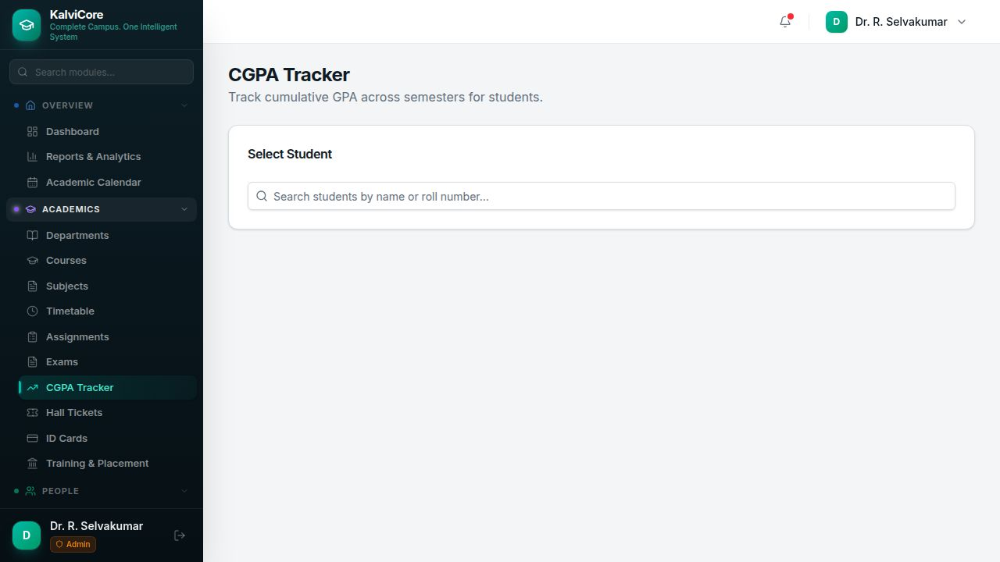 KalviCore
Complete Campus. One Intelligent
System
Search modules...
OVERVIEW
Dashboard
Reports & Analytics
Academic Calendar
ACADEMICS
Departments
Courses
Subjects
Timetable
Assignments
Exams
CGPA Tracker
Hall Tickets
ID Cards
Training & Placement
PEOPLE
D
Dr. R. Selvakumar
Admin
D
Dr. R. Selvakumar
CGPA Tracker
Track cumulative GPA across semesters for students.
Select Student
Search students by name or roll number...